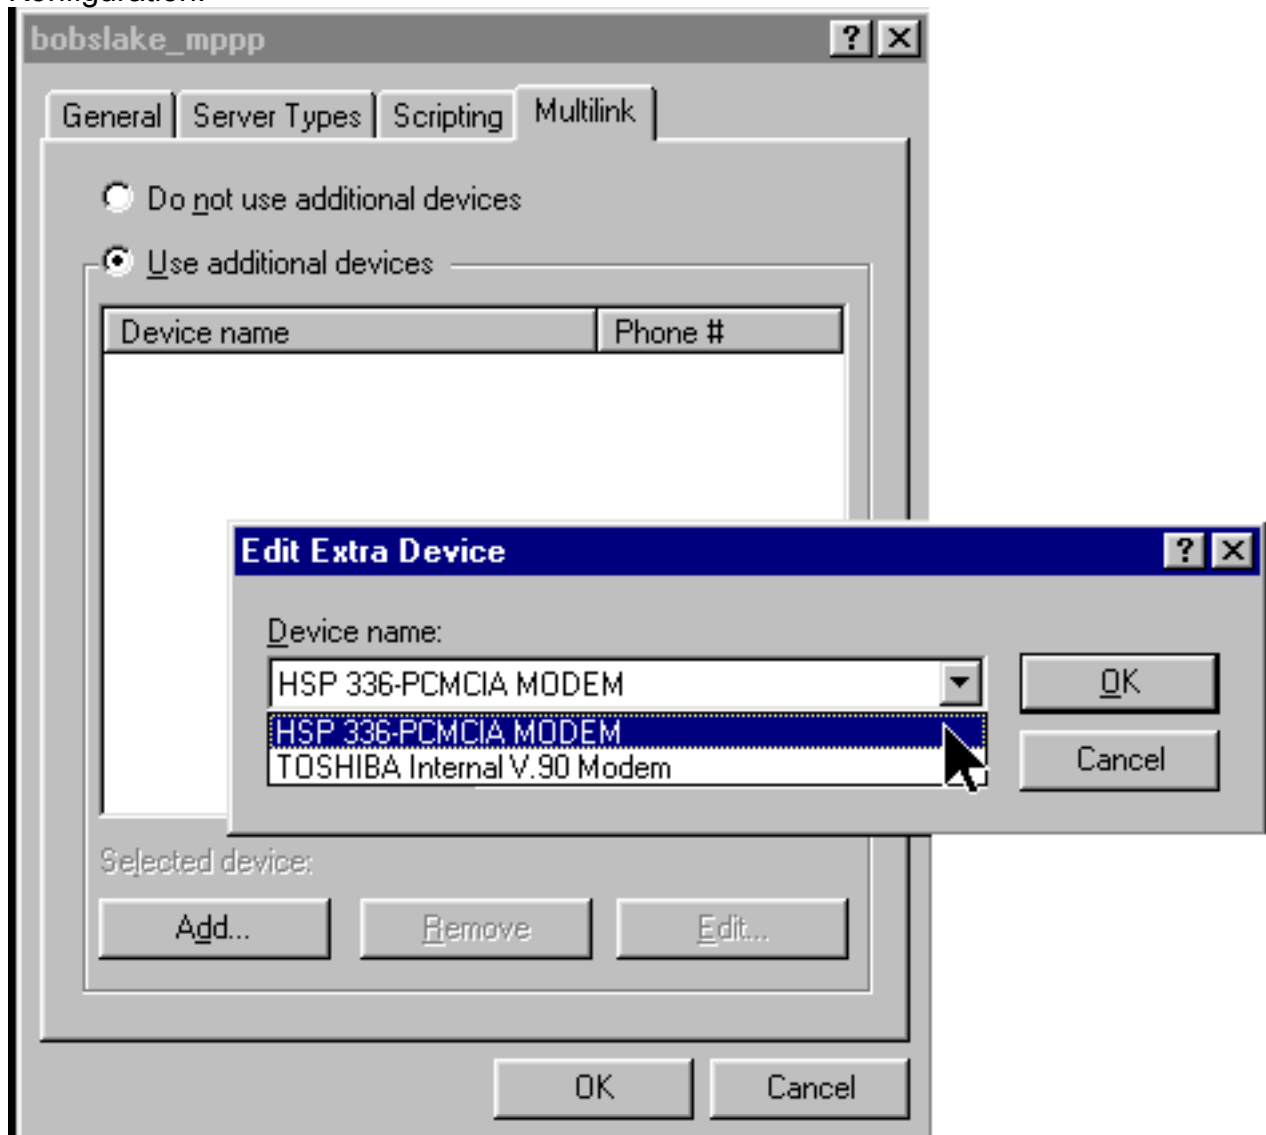 Konfiguration:
bobslake_mppp
General Server Types Scripting Multilink
Do not use additional devices
Use additional devices
Device name Phone #
Edit Extra Device
Device name:
HSP 336-PCMCIA MODEM
OK
HSP 336-PCMCIA MODEM
TOSHIBA Internal V.90 Modem
Cancel
Selected device:
Add... Remove Edit...
OK Cancel